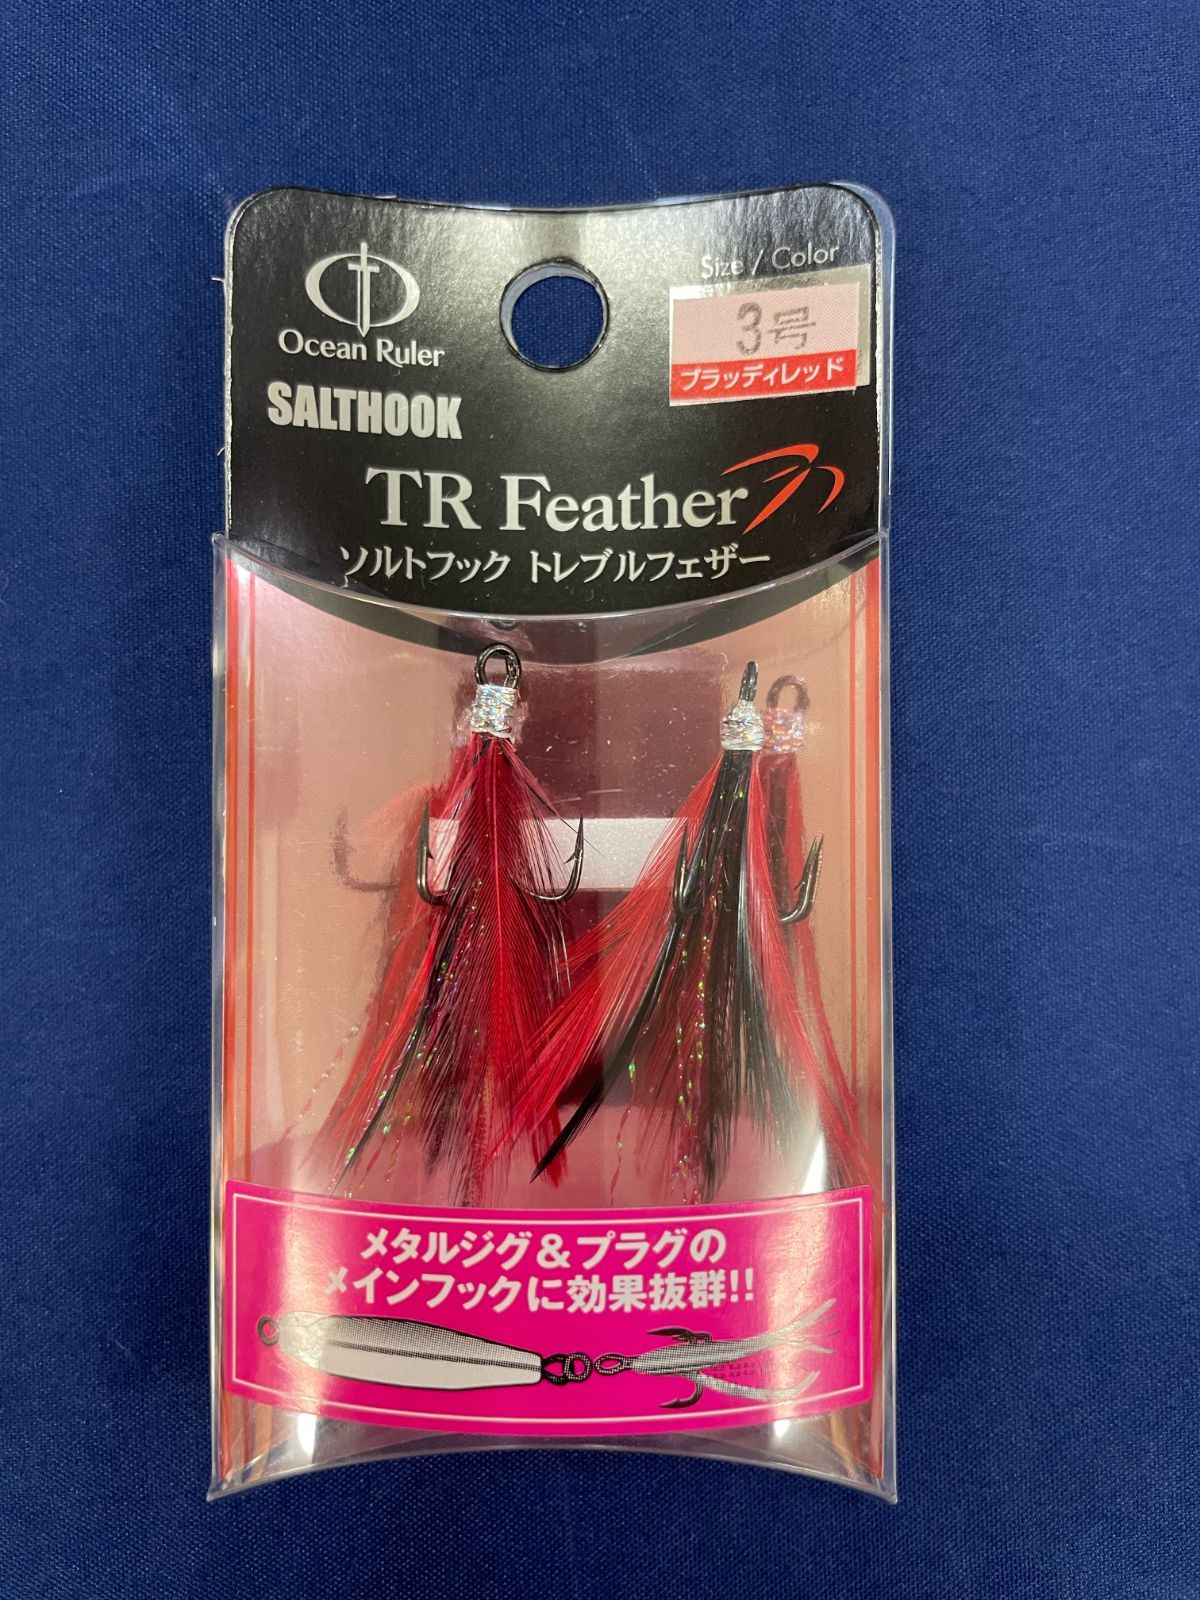 Ocean Ruler
Size / Color
3号
ブラッディレッド
SALTHOOK
TR Feather
ソルトフック トレブルフェザー
メタルジグ&プラグの
メインフックに効果抜群!!